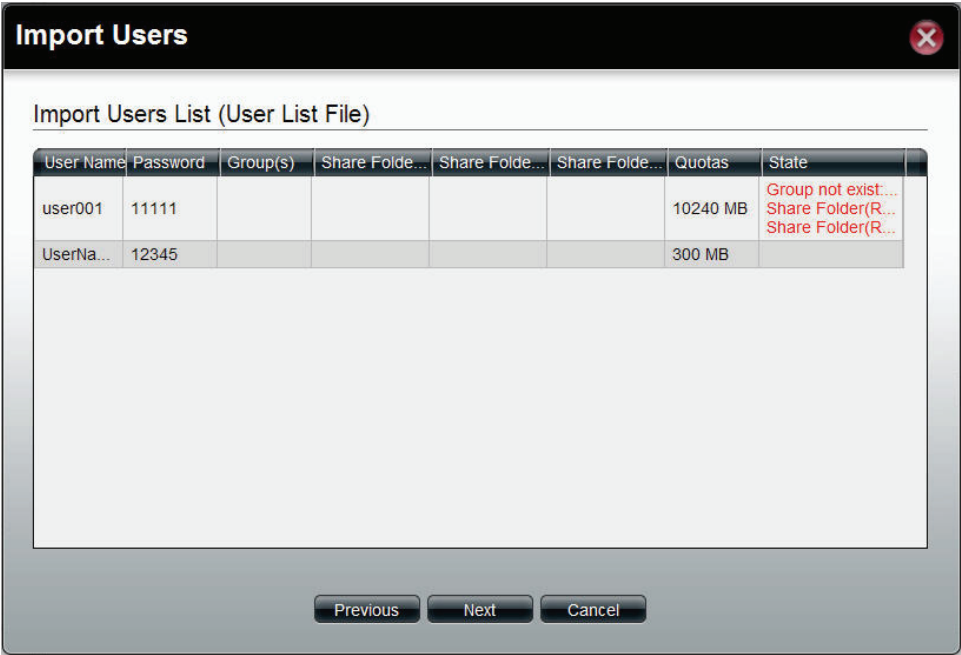 Import Users
Import Users List (User List File)
User Name Password Group(s) Share Folde... Share Folde... Share Folde... Quotas State
user001 11111 10240 MB Group not exist:...
Share Folder(R...
Share Folder(R...
UserNa... 12345 300 MB
Previous Next Cancel